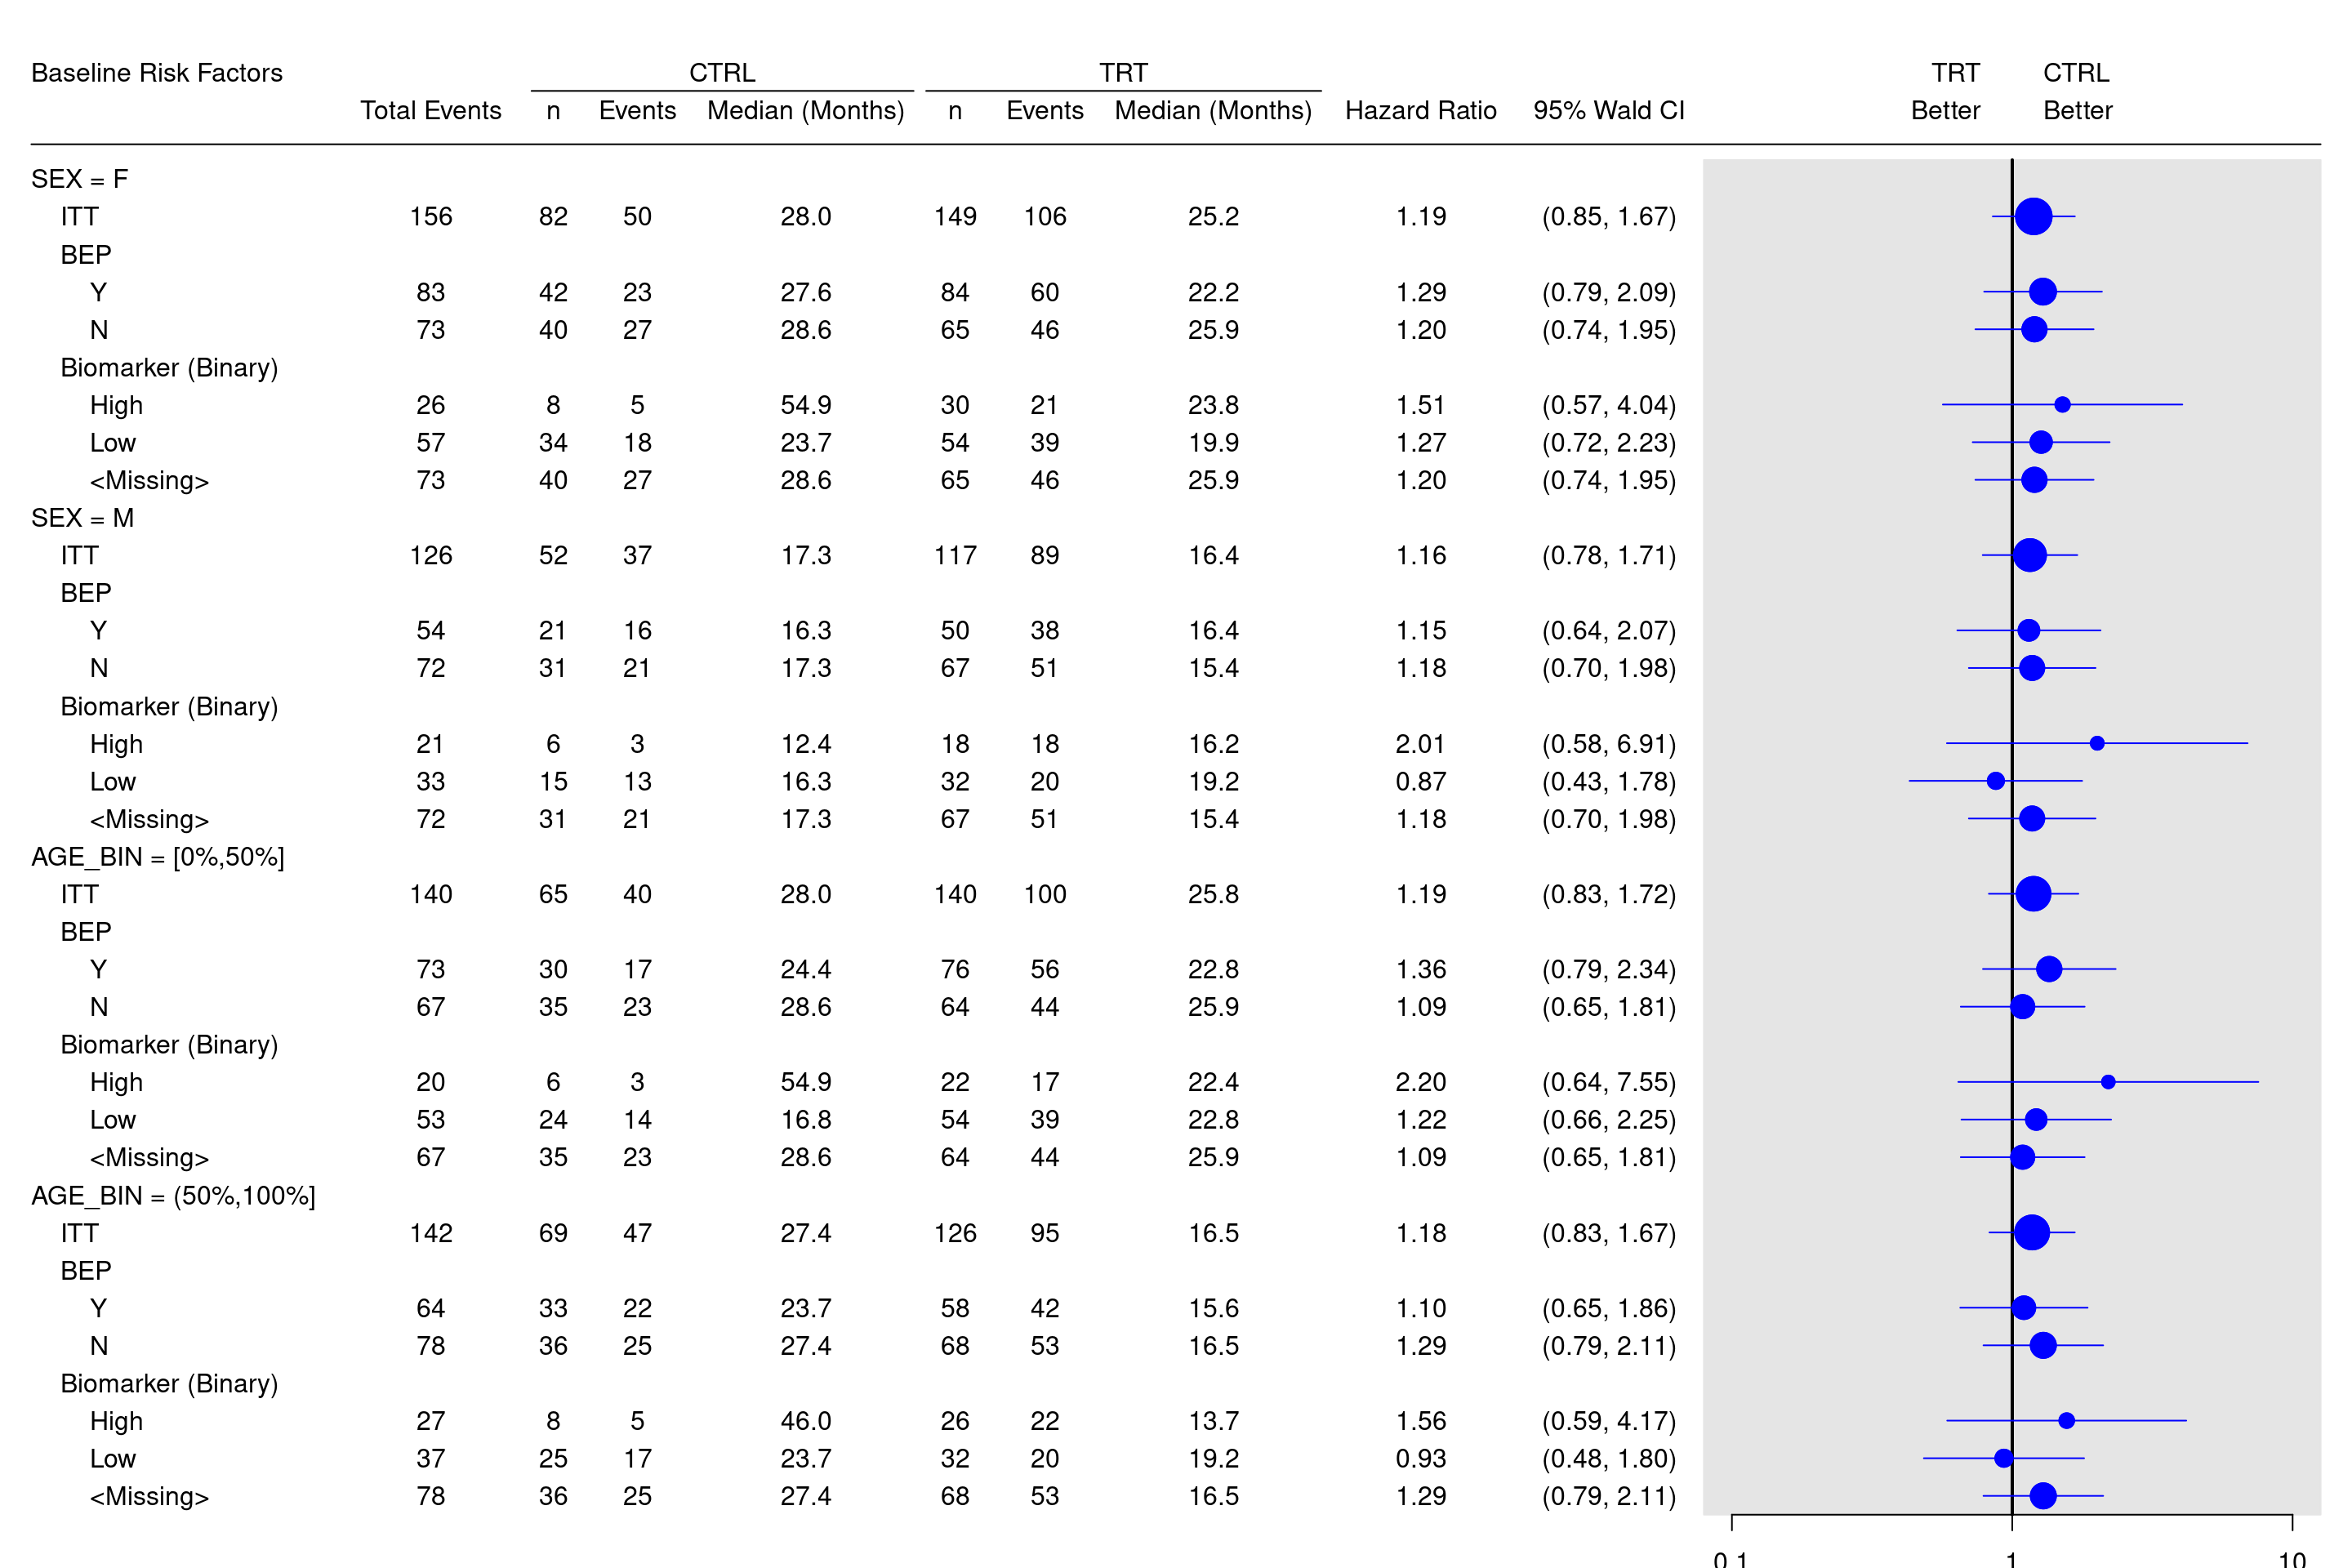 Baseline Risk Factors CTRL TRT TRT CTRL
Total Events n Events Median (Months) n Events Median (Months) Hazard Ratio 95% Wald CI Better Better
SEX = F
ITT 156 82 50 28.0 149 106 25.2 1.19 (0.85, 1.67)
BEP
Y 83 42 23 27.6 84 60 22.2 1.29 (0.79, 2.09)
N 73 40 27 28.6 65 46 25.9 1.20 (0.74, 1.95)
Biomarker (Binary)
High 26 8 5 54.9 30 21 23.8 1.51 (0.57, 4.04)
Low 57 34 18 23.7 54 39 19.9 1.27 (0.72, 2.23)
<Missing> 73 40 27 28.6 65 46 25.9 1.20 (0.74, 1.95)
SEX = M
ITT 126 52 37 17.3 117 89 16.4 1.16 (0.78, 1.71)
BEP
Y 54 21 16 16.3 50 38 16.4 1.15 (0.64, 2.07)
N 72 31 21 17.3 67 51 15.4 1.18 (0.70, 1.98)
Biomarker (Binary)
High 21 6 3 12.4 18 18 16.2 2.01 (0.58, 6.91)
Low 33 15 13 16.3 32 20 19.2 0.87 (0.43, 1.78)
<Missing> 72 31 21 17.3 67 51 15.4 1.18 (0.70, 1.98)
AGE_BIN = [0%,50%]
ITT 140 65 40 28.0 140 100 25.8 1.19 (0.83, 1.72)
BEP
Y 73 30 17 24.4 76 56 22.8 1.36 (0.79, 2.34)
N 67 35 23 28.6 64 44 25.9 1.09 (0.65, 1.81)
Biomarker (Binary)
High 20 6 3 54.9 22 17 22.4 2.20 (0.64, 7.55)
Low 53 24 14 16.8 54 39 22.8 1.22 (0.66, 2.25)
<Missing> 67 35 23 28.6 64 44 25.9 1.09 (0.65, 1.81)
AGE_BIN = (50%,100%]
ITT 142 69 47 27.4 126 95 16.5 1.18 (0.83, 1.67)
BEP
Y 64 33 22 23.7 58 42 15.6 1.10 (0.65, 1.86)
N 78 36 25 27.4 68 53 16.5 1.29 (0.79, 2.11)
Biomarker (Binary)
High 27 8 5 46.0 26 22 13.7 1.56 (0.59, 4.17)
Low 37 25 17 23.7 32 20 19.2 0.93 (0.48, 1.80)
<Missing> 78 36 25 27.4 68 53 16.5 1.29 (0.79, 2.11)
0.1 1 10